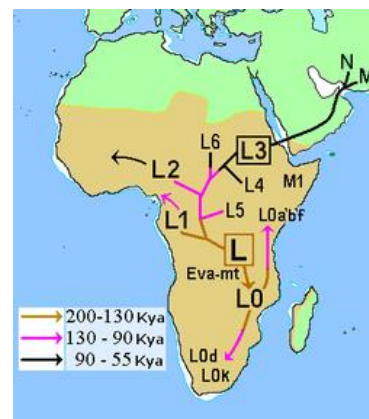 N
M
L6
L3
L2
L4
M1
L5
L0a'b'f
L1
L
Eva-mt
L0
200-130 Kya
130 - 90 Kya
90 - 55 Kya
L0d
L0k